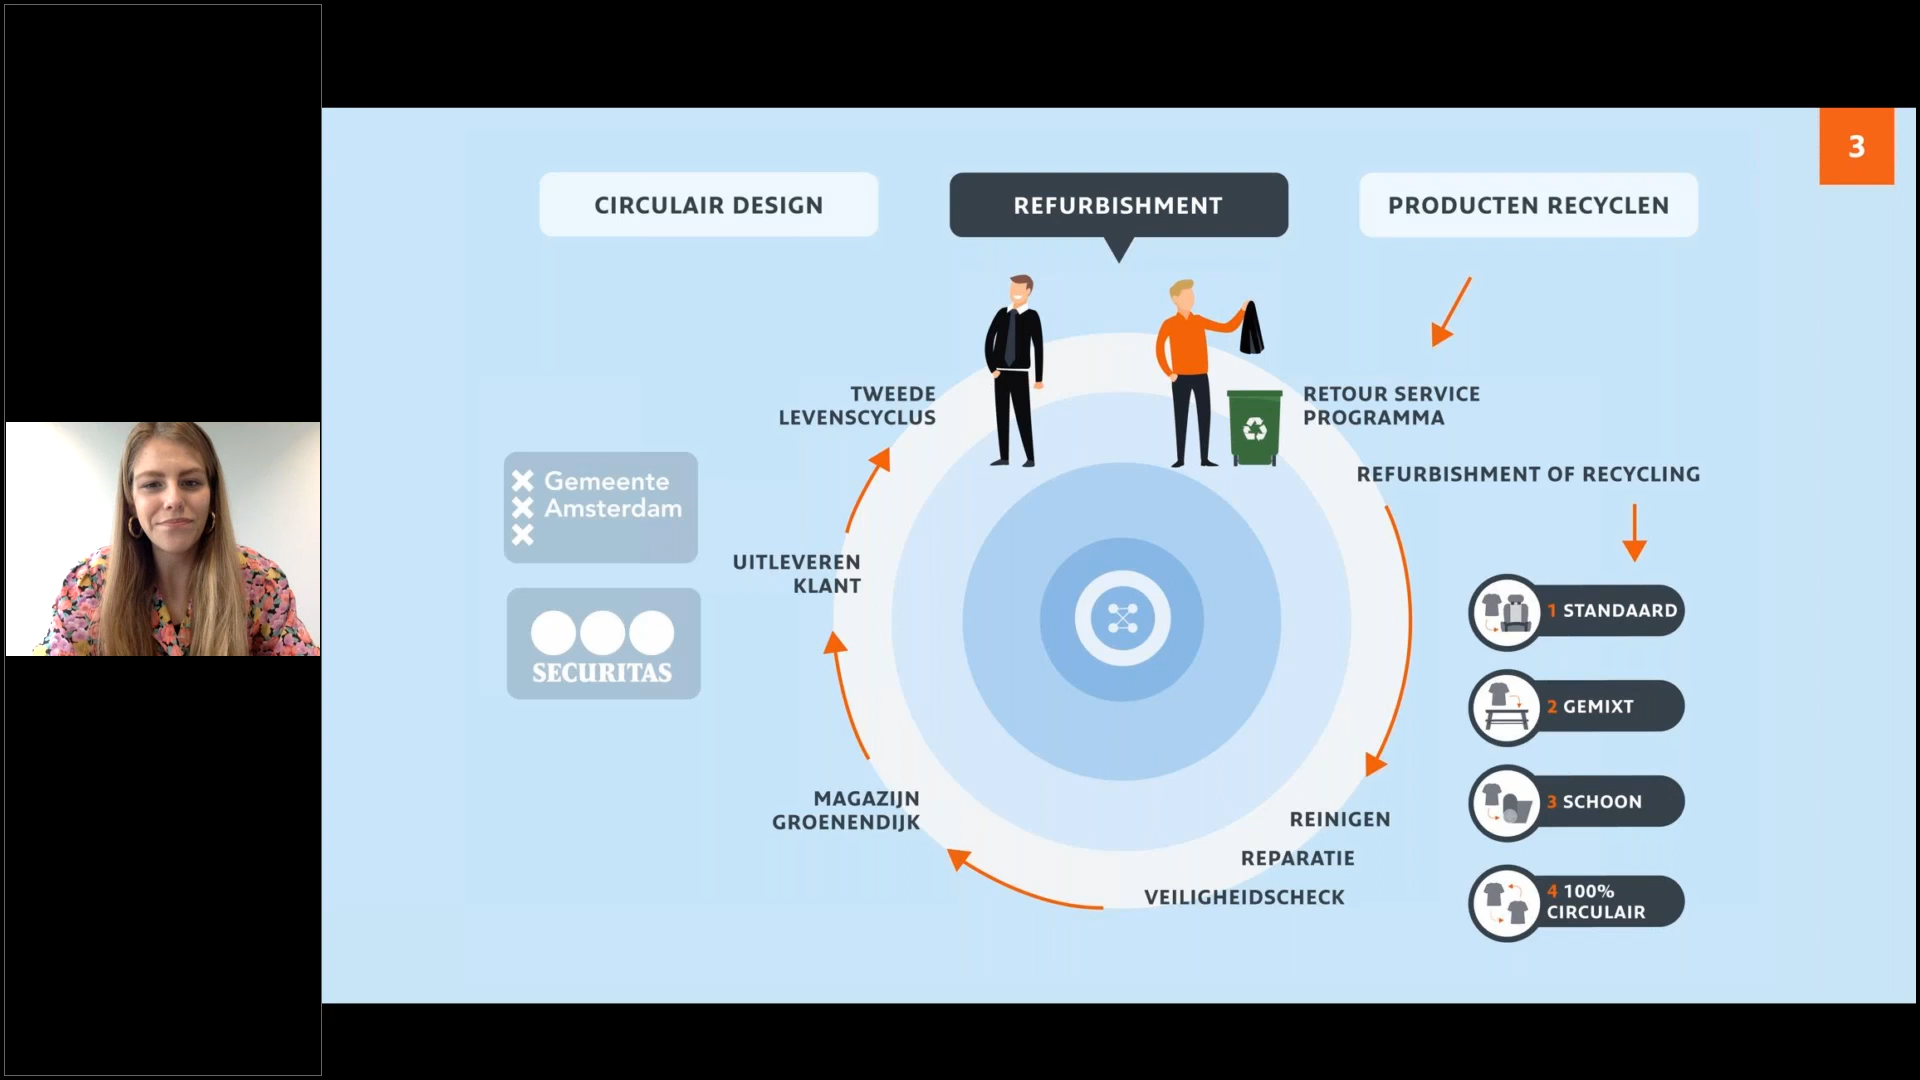 3
CIRCULAIR DESIGN
REFURBISHMENT
PRODUCTEN RECYCLEN
TWEEDE
LEVENSCYCLUS
RETOUR SERVICE
PROGRAMMA
REFURBISHMENT OF RECYCLING
Gemeente
Amsterdam
UITLEVEREN
KLANT
SECURITAS
1 STANDAARD
2 GEMIXT
3 SCHOON
4 100%
CIRCULAIR
MAGAZIJN
GROENENDIJK
REINIGEN
REPARATIE
VEILIGHEIDSCHECK